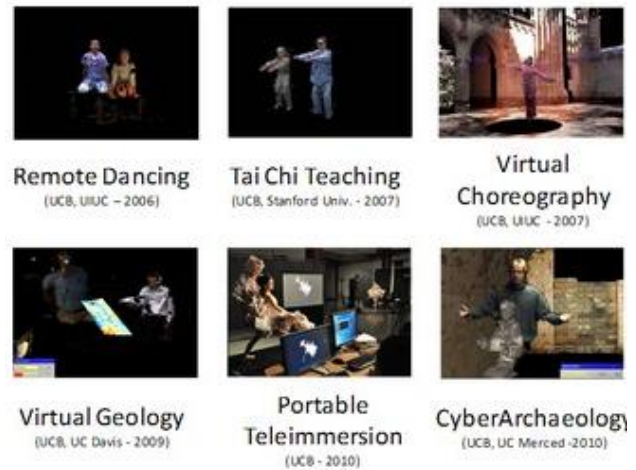 Remote Dancing
(UCB, UIUC – 2006)
Tai Chi Teaching
(UCB, Stanford Univ. - 2007)
Virtual
Choreography
(UCB, UIUC - 2007)
Virtual Geology
(UCB, UC Davis - 2009)
Portable
Teleimmersion
(UCB - 2010)
CyberArchaeology
(UCB, UC Merced -2010)